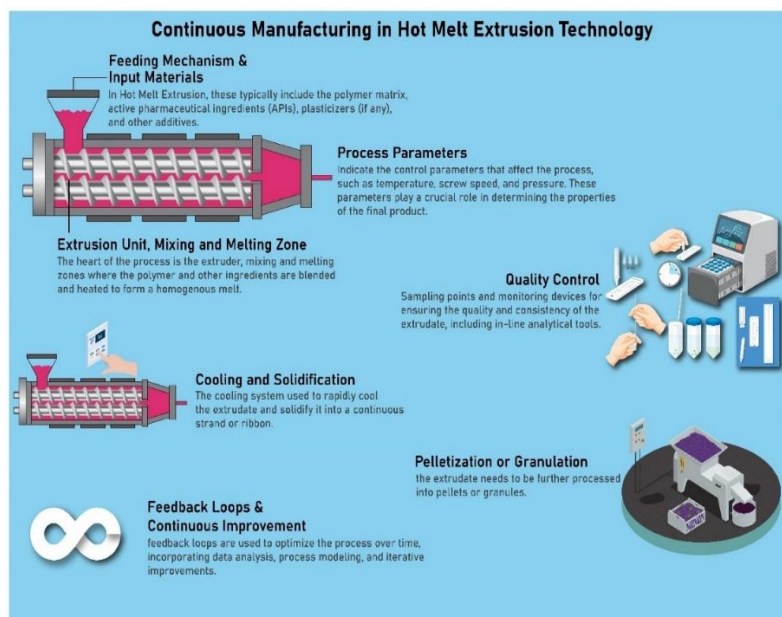 Continuous Manufacturing in Hot Melt Extrusion Technology
Feeding Mechanism &
Input Materials
In Hot Melt Extrusion, these typically include the polymer matrix,
active pharmaceutical ingredients (APIs), plasticizers (if any),
and other additives.
Process Parameters
Indicate the control parameters that affect the process,
such as temperature, screw speed, and pressure. These
parameters play a crucial role in determining the properties
of the final product.
Extrusion Unit, Mixing and Melting Zone
The heart of the process is the extruder, mixing and melting
zones where the polymer and other ingredients are blended
and heated to form a homogenous melt.
Quality Control
Sampling points and monitoring devices for
ensuring the quality and consistency of the
extrudate, including in-line analytical tools.
Cooling and Solidification
The cooling system used to rapidly cool
the extrudate and solidify it into a continuous
strand or ribbon.
Pelletization or Granulation
the extrudate needs to be further processed
into pellets or granules.
Feedback Loops &
Continuous Improvement
feedback loops are used to optimize the process over time,
incorporating data analysis, process modeling, and iterative
improvements.